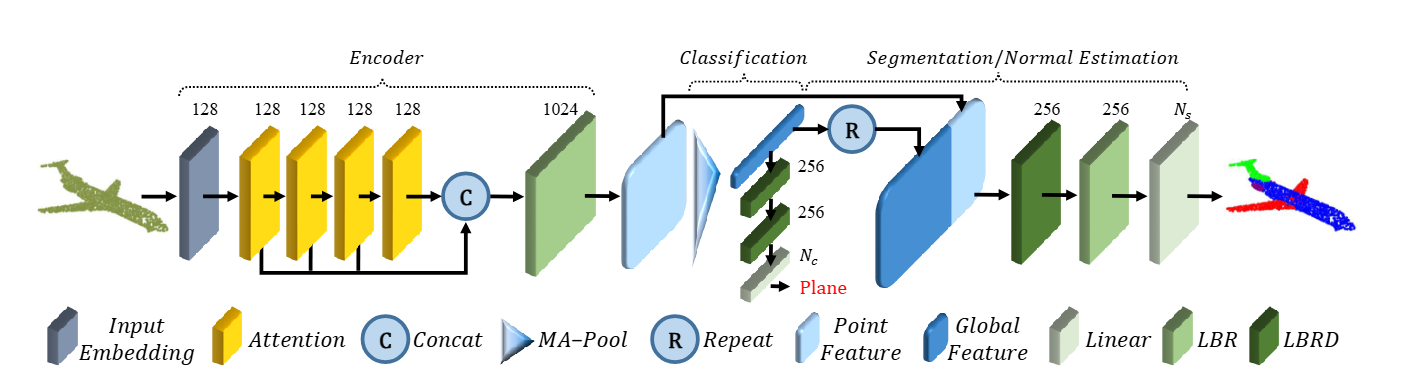 Encoder
Classification
Segmentation/Normal Estimation
128
128
128
128
128
1024
256
256
N_s
256
256
N_c
Plane
C
R
Input
Embedding
Attention
C
Concat
MA–Pool
R
Repeat
Point
Feature
Global
Feature
Linear
LBR
LBRD